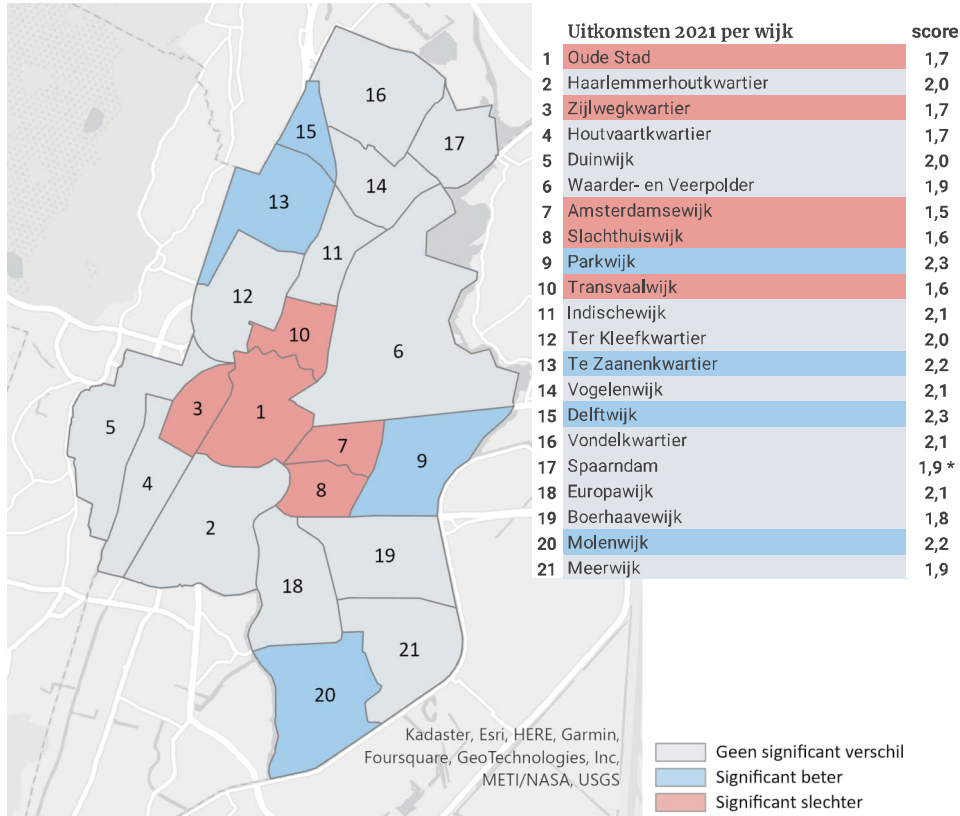 Uitkomsten 2021 per wijk score
1 Oude Stad 1,7
2 Haarlemmerhoutkwartier 2,0
3 Zijlwegkwartier 1,7
4 Houtvaartkwartier 1,7
5 Duinwijk 2,0
6 Waarder- en Veerpolder 1,9
7 Amsterdamsewijk 1,5
8 Slachthuiswijk 1,6
9 Parkwijk 2,3
10 Transvaalwijk 1,6
11 Indischewijk 2,1
12 Ter Kleefkwartier 2,0
13 Te Zaanenkwartier 2,2
14 Vogelenwijk 2,1
15 Delftwijk 2,3
16 Vondelkwartier 2,1
17 Spaarndam 1,9 *
18 Europawijk 2,1
19 Boerhaavewijk 1,8
20 Molenwijk 2,2
21 Meerwijk 1,9
16
15
17
14
13
11
12
10
6
3
1
5
7
9
4
8
2
19
18
21
20
Kadaster, Esri, HERE, Garmin,
Foursquare, GeoTechnologies, Inc,
METI/NASA, USGS
Geen significant verschil
Significant beter
Significant slechter